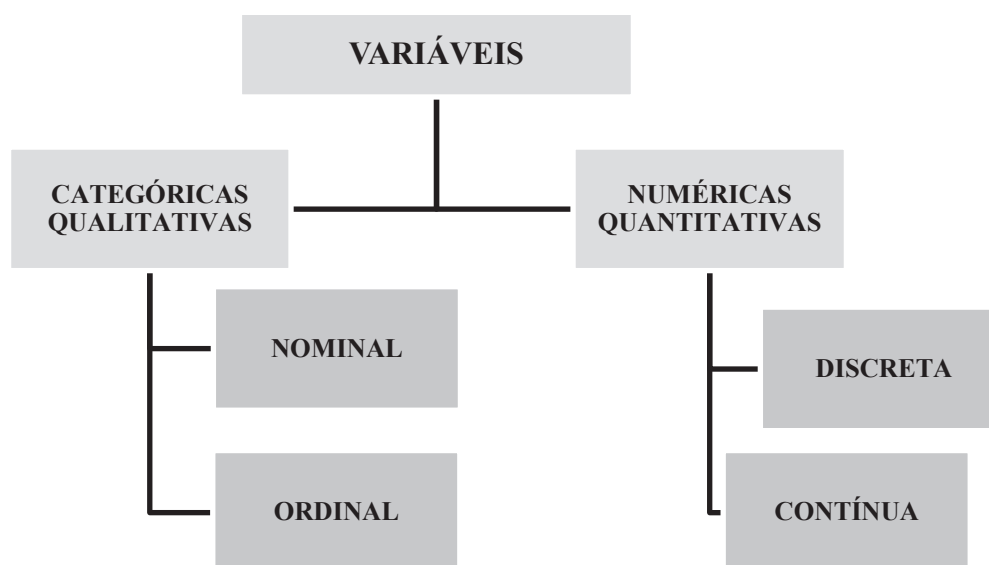 VARIÁVEIS
CATEGÓRICAS
QUALITATIVAS
NUMÉRICAS
QUANTITATIVAS
NOMINAL
DISCRETA
ORDINAL
CONTÍNUA